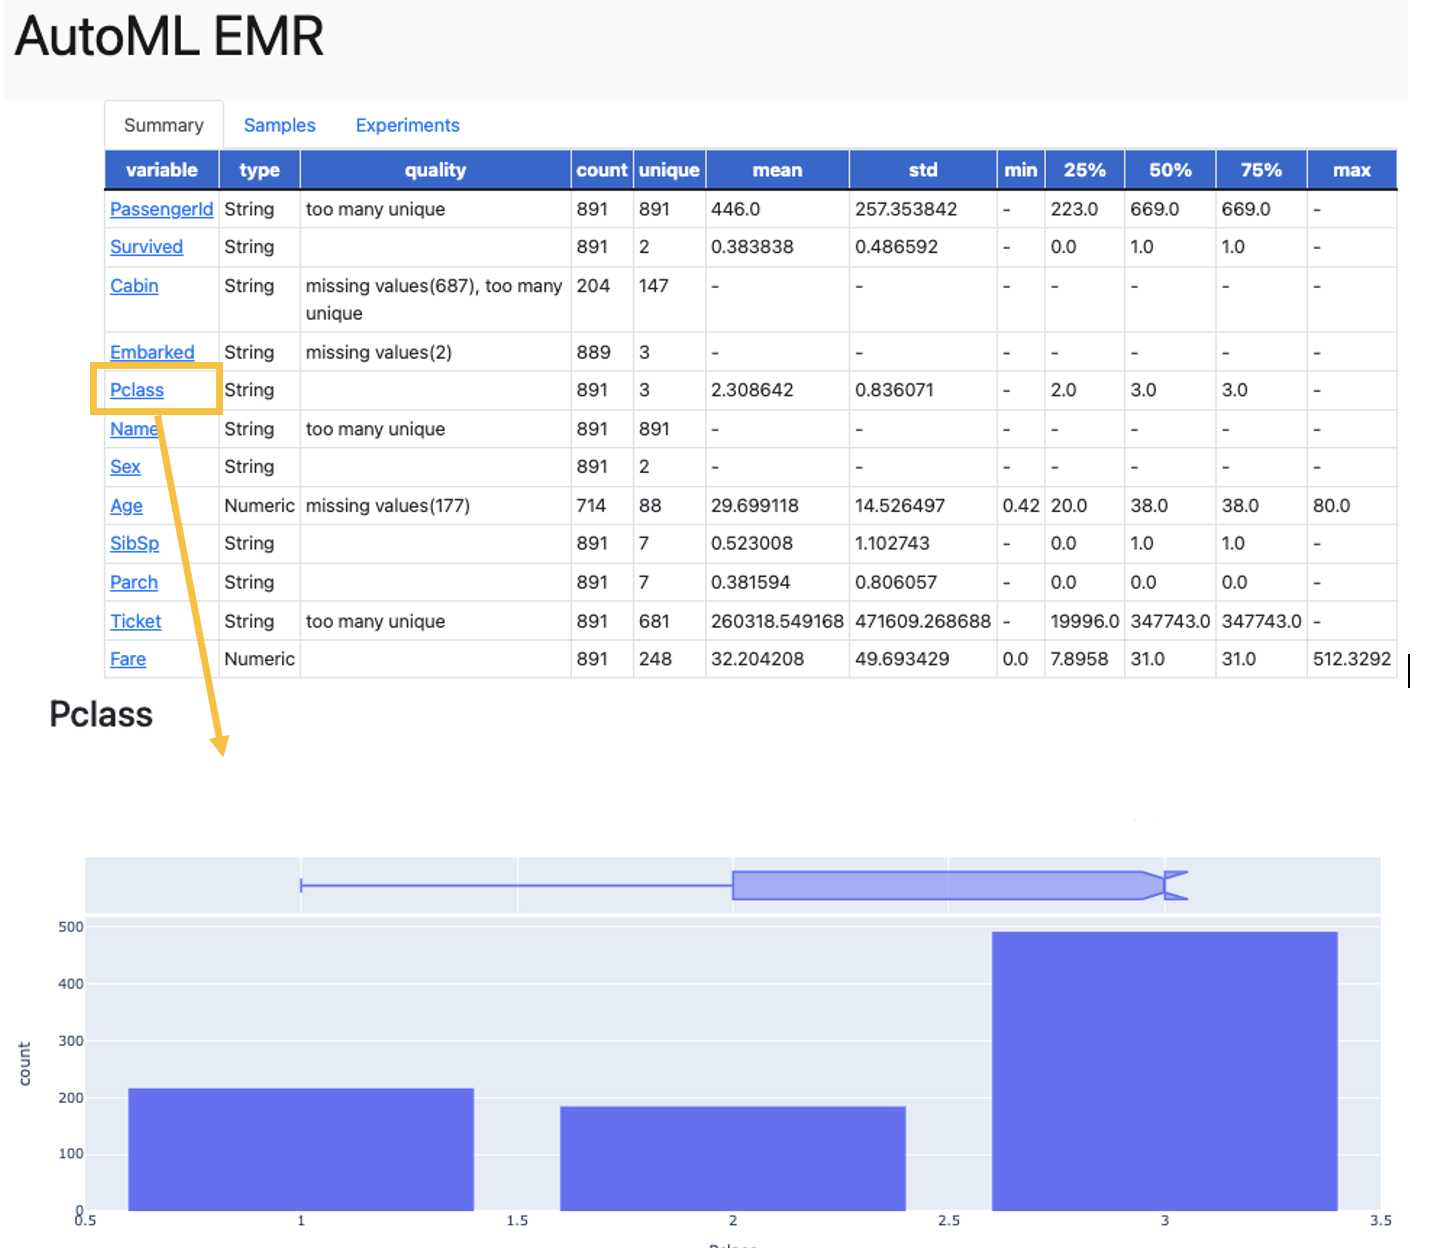 AutoML EMR
Summary Samples Experiments
variable type quality count unique mean std min 25% 50% 75% max
PassengerId String too many unique 891 891 446.0 257.353842 - 223.0 669.0 669.0 -
Survived String 891 2 0.383838 0.486592 - 0.0 1.0 1.0 -
Cabin String missing values(687), too many 204 147 - - - - - - -
unique
Embarked String missing values(2) 889 3 - - - - - - -
Pclass String 891 3 2.308642 0.836071 - 2.0 3.0 3.0 -
Name String too many unique 891 891 - - - - - - -
Sex String 891 2 - - - - - - -
Age Numeric missing values(177) 714 88 29.699118 14.526497 0.42 20.0 38.0 38.0 80.0
SibSp String 891 7 0.523008 1.102743 - 0.0 1.0 1.0 -
Parch String 891 7 0.381594 0.806057 - 0.0 0.0 0.0 -
Ticket String too many unique 891 681 260318.549168 471609.268688 - 19996.0 347743.0 347743.0 -
Fare Numeric 891 248 32.204208 49.693429 0.0 7.8958 31.0 31.0 512.3292
Pclass
500
400
300
200
100
0
count
0.5 1 1.5 2 2.5 3 3.5